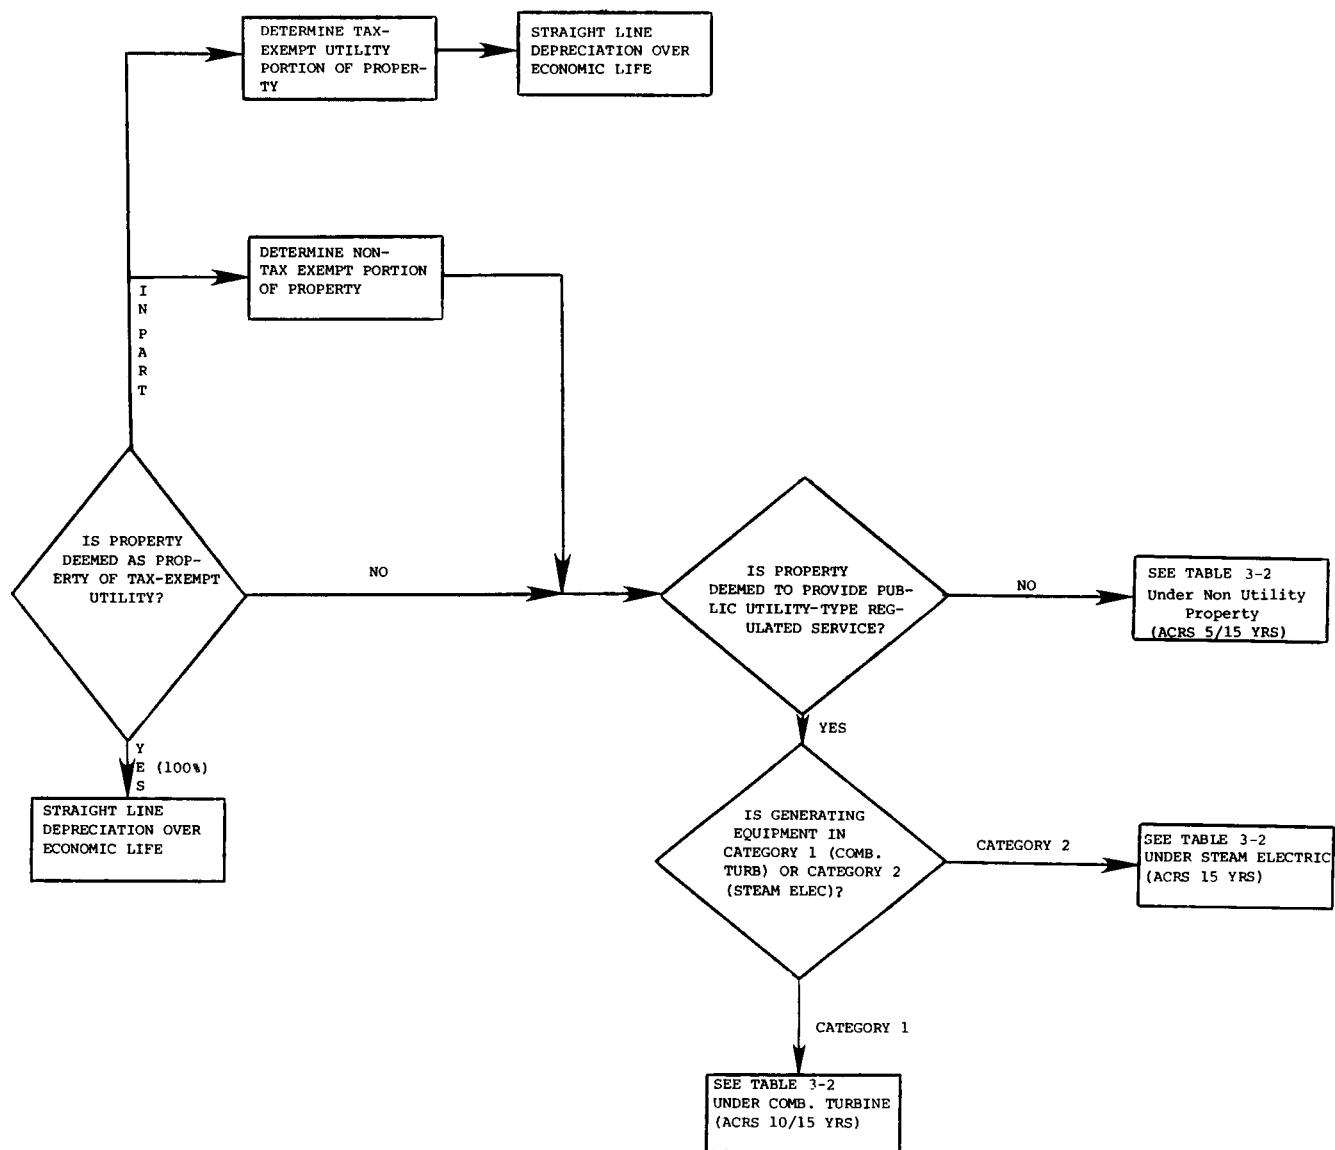 DETERMINE TAX-
EXEMPT UTILITY
PORTION OF PROPER-
TY
STRAIGHT LINE
DEPRECIATION OVER
ECONOMIC LIFE
DETERMINE NON-
TAX EXEMPT PORTION
OF PROPERTY
IN PART
IS PROPERTY
DEEMED AS PROP-
ERTY OF TAX-EXEMPT
UTILITY?
NO
IS PROPERTY
DEEMED TO PROVIDE PUB-
LIC UTILITY-TYPE REG-
ULATED SERVICE?
NO
SEE TABLE 3-2
Under Non Utility
Property
(ACRS 5/15 YRS)
YES (100%)
STRAIGHT LINE
DEPRECIATION OVER
ECONOMIC LIFE
YES
IS GENERATING
EQUIPMENT IN
CATEGORY 1 (COMB.
TURB) OR CATEGORY 2
(STEAM ELEC)?
CATEGORY 2
SEE TABLE 3-2
UNDER STEAM ELECTRIC
(ACRS 15 YRS)
CATEGORY 1
SEE TABLE 3-2
UNDER COMB. TURBINE
(ACRS 10/15 YRS)